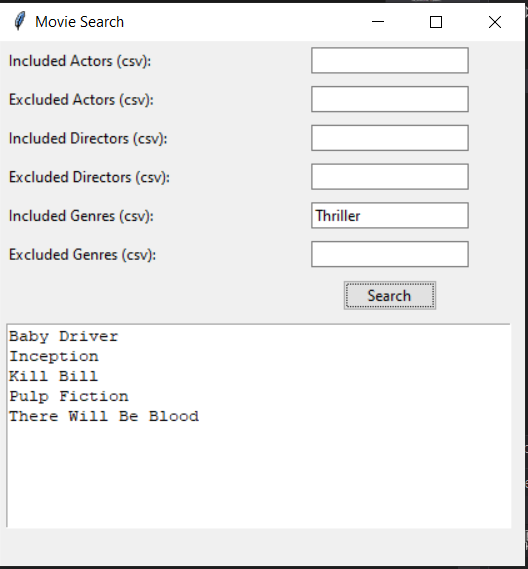 Movie Search
Included Actors (csv):
Excluded Actors (csv):
Included Directors (csv):
Excluded Directors (csv):
Included Genres (csv): Thriller
Excluded Genres (csv):
Search
Baby Driver
Inception
Kill Bill
Pulp Fiction
There Will Be Blood